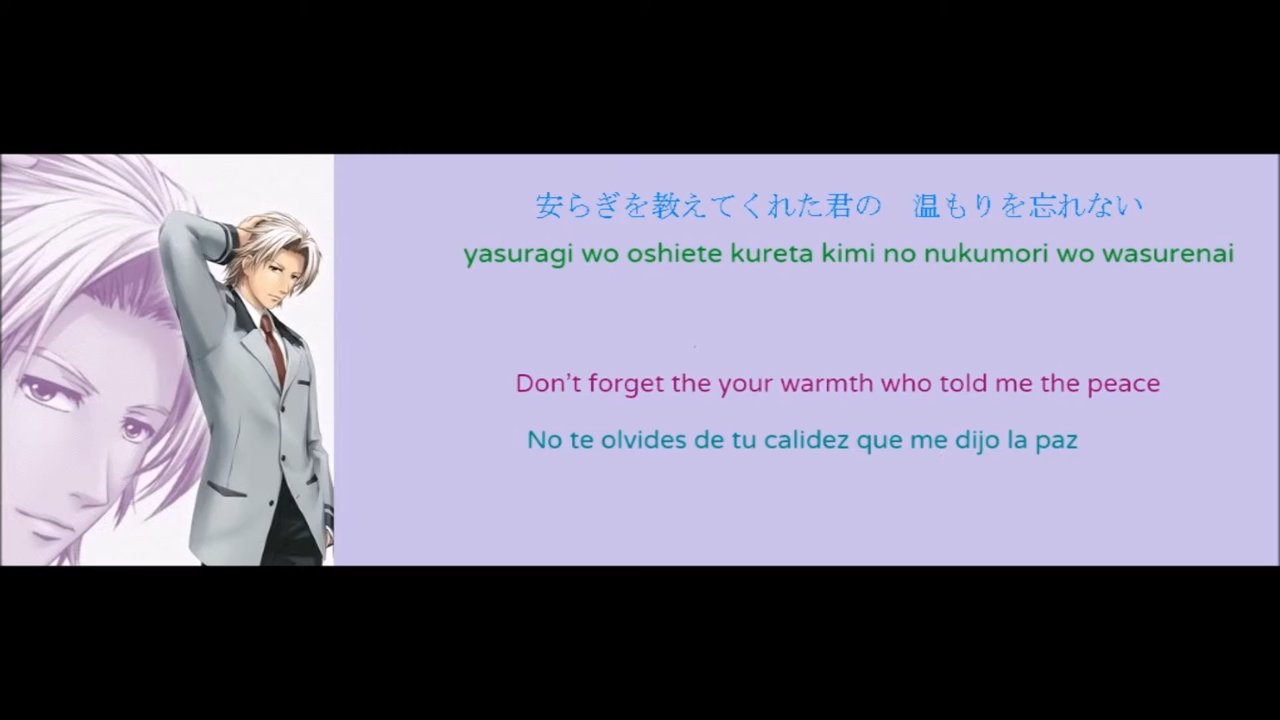 安らぎを教えてくれた君の　温もりを忘れない
yasuragi wo oshiete kureta kimi no nukumori wo wasurenai
Don't forget the your warmth who told me the peace
No te olvides de tu calidez que me dijo la paz